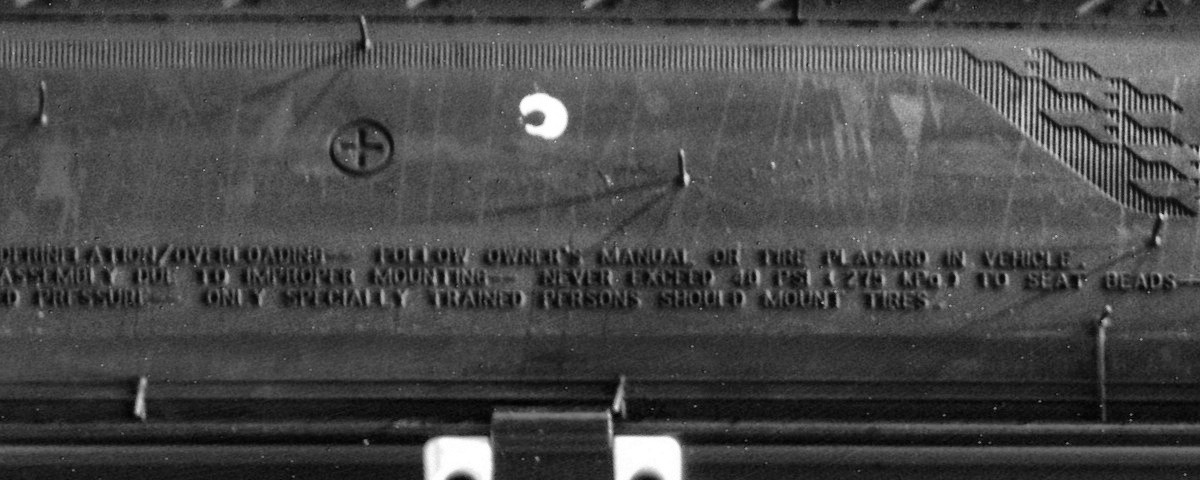 OVERLOADING— FOLLOW OWNER'S MANUAL OR TIRE PLACARD IN VEHICLE.
ASSEMBLY DUE TO IMPROPER MOUNTING— NEVER EXCEED 40 PSI (275 kPa) TO SEAT BEADS—
PRESSURE. ONLY SPECIALLY TRAINED PERSONS SHOULD MOUNT TIRES.